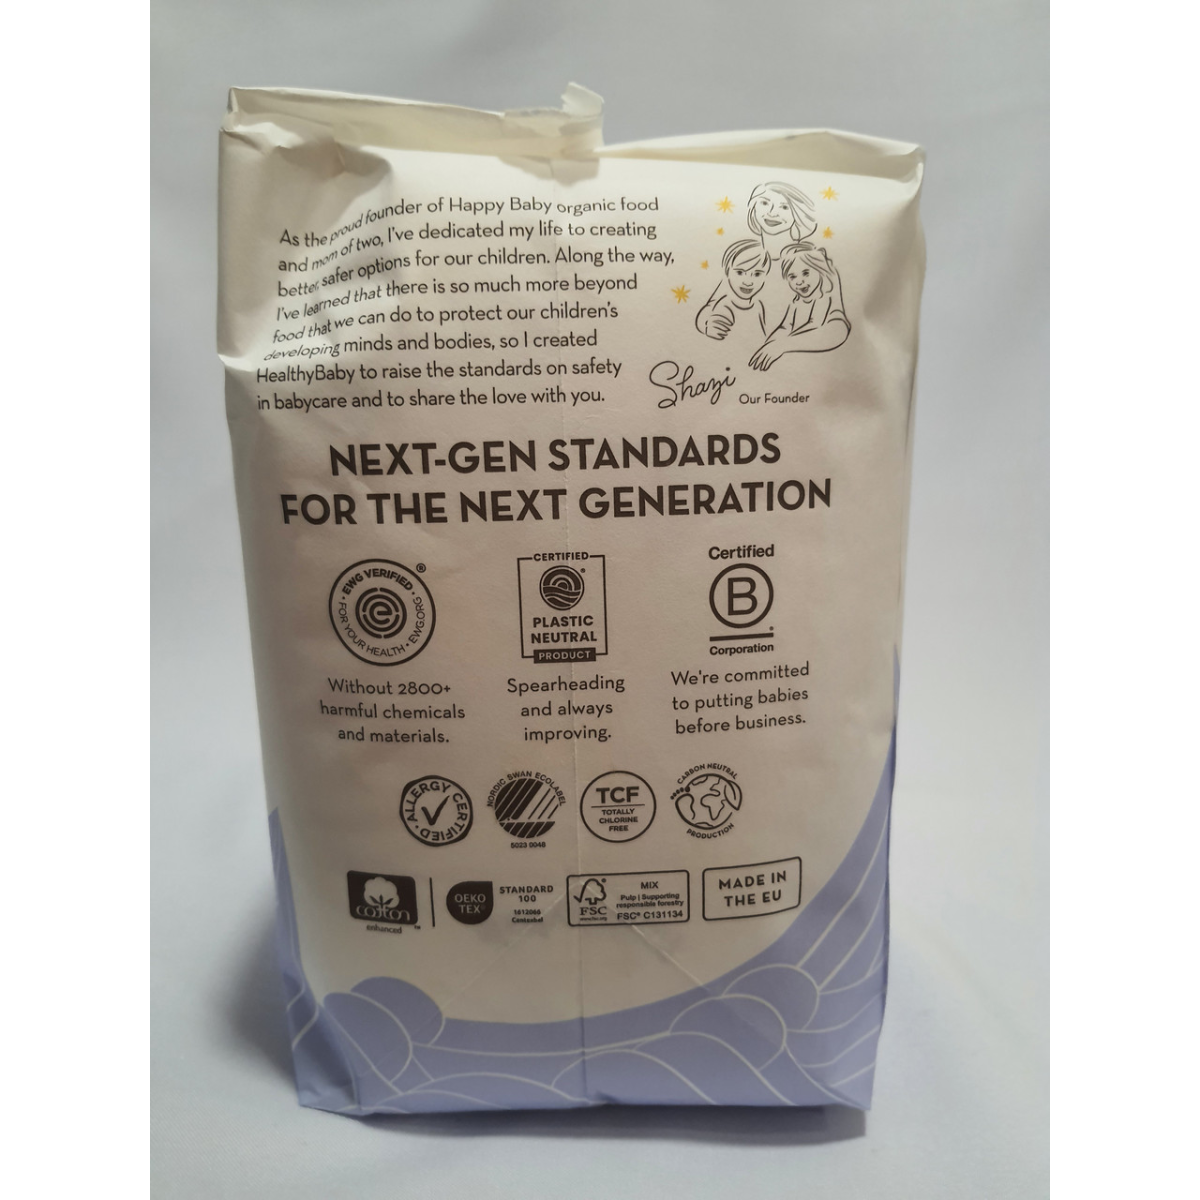 As the proud founder of Happy Baby organic food
and mom of two, I've dedicated my life to creating
better, safer options for our children. Along the way,
I've learned that there is so much more beyond
food that we can do to protect our children's
developing minds and bodies, so I created
HealthyBaby to raise the standards on safety
in babycare and to share the love with you.
Shazi
Our Founder
NEXT-GEN STANDARDS
FOR THE NEXT GENERATION
EWG VERIFIED ®
FOR YOUR HEALTH • EWG.ORG
Without 2800+
harmful chemicals
and materials.
CERTIFIED
PLASTIC
NEUTRAL
PRODUCT
Spearheading
and always
improving.
Certified
B
®
Corporation
We're committed
to putting babies
before business.
ALLERGY CERTIFIED
NORDIC SWAN ECOLABEL
5023 0048
TCF
TOTALLY
CHLORINE
FREE
CARBON NEUTRAL
PRODUCTION
cotton
enhanced™
OEKO
TEX®
STANDARD
100
1612069
Centexbel
FSC
www.fsc.org
MIX
Pulp | Supporting
responsible forestry
FSC® C131134
MADE IN
THE EU